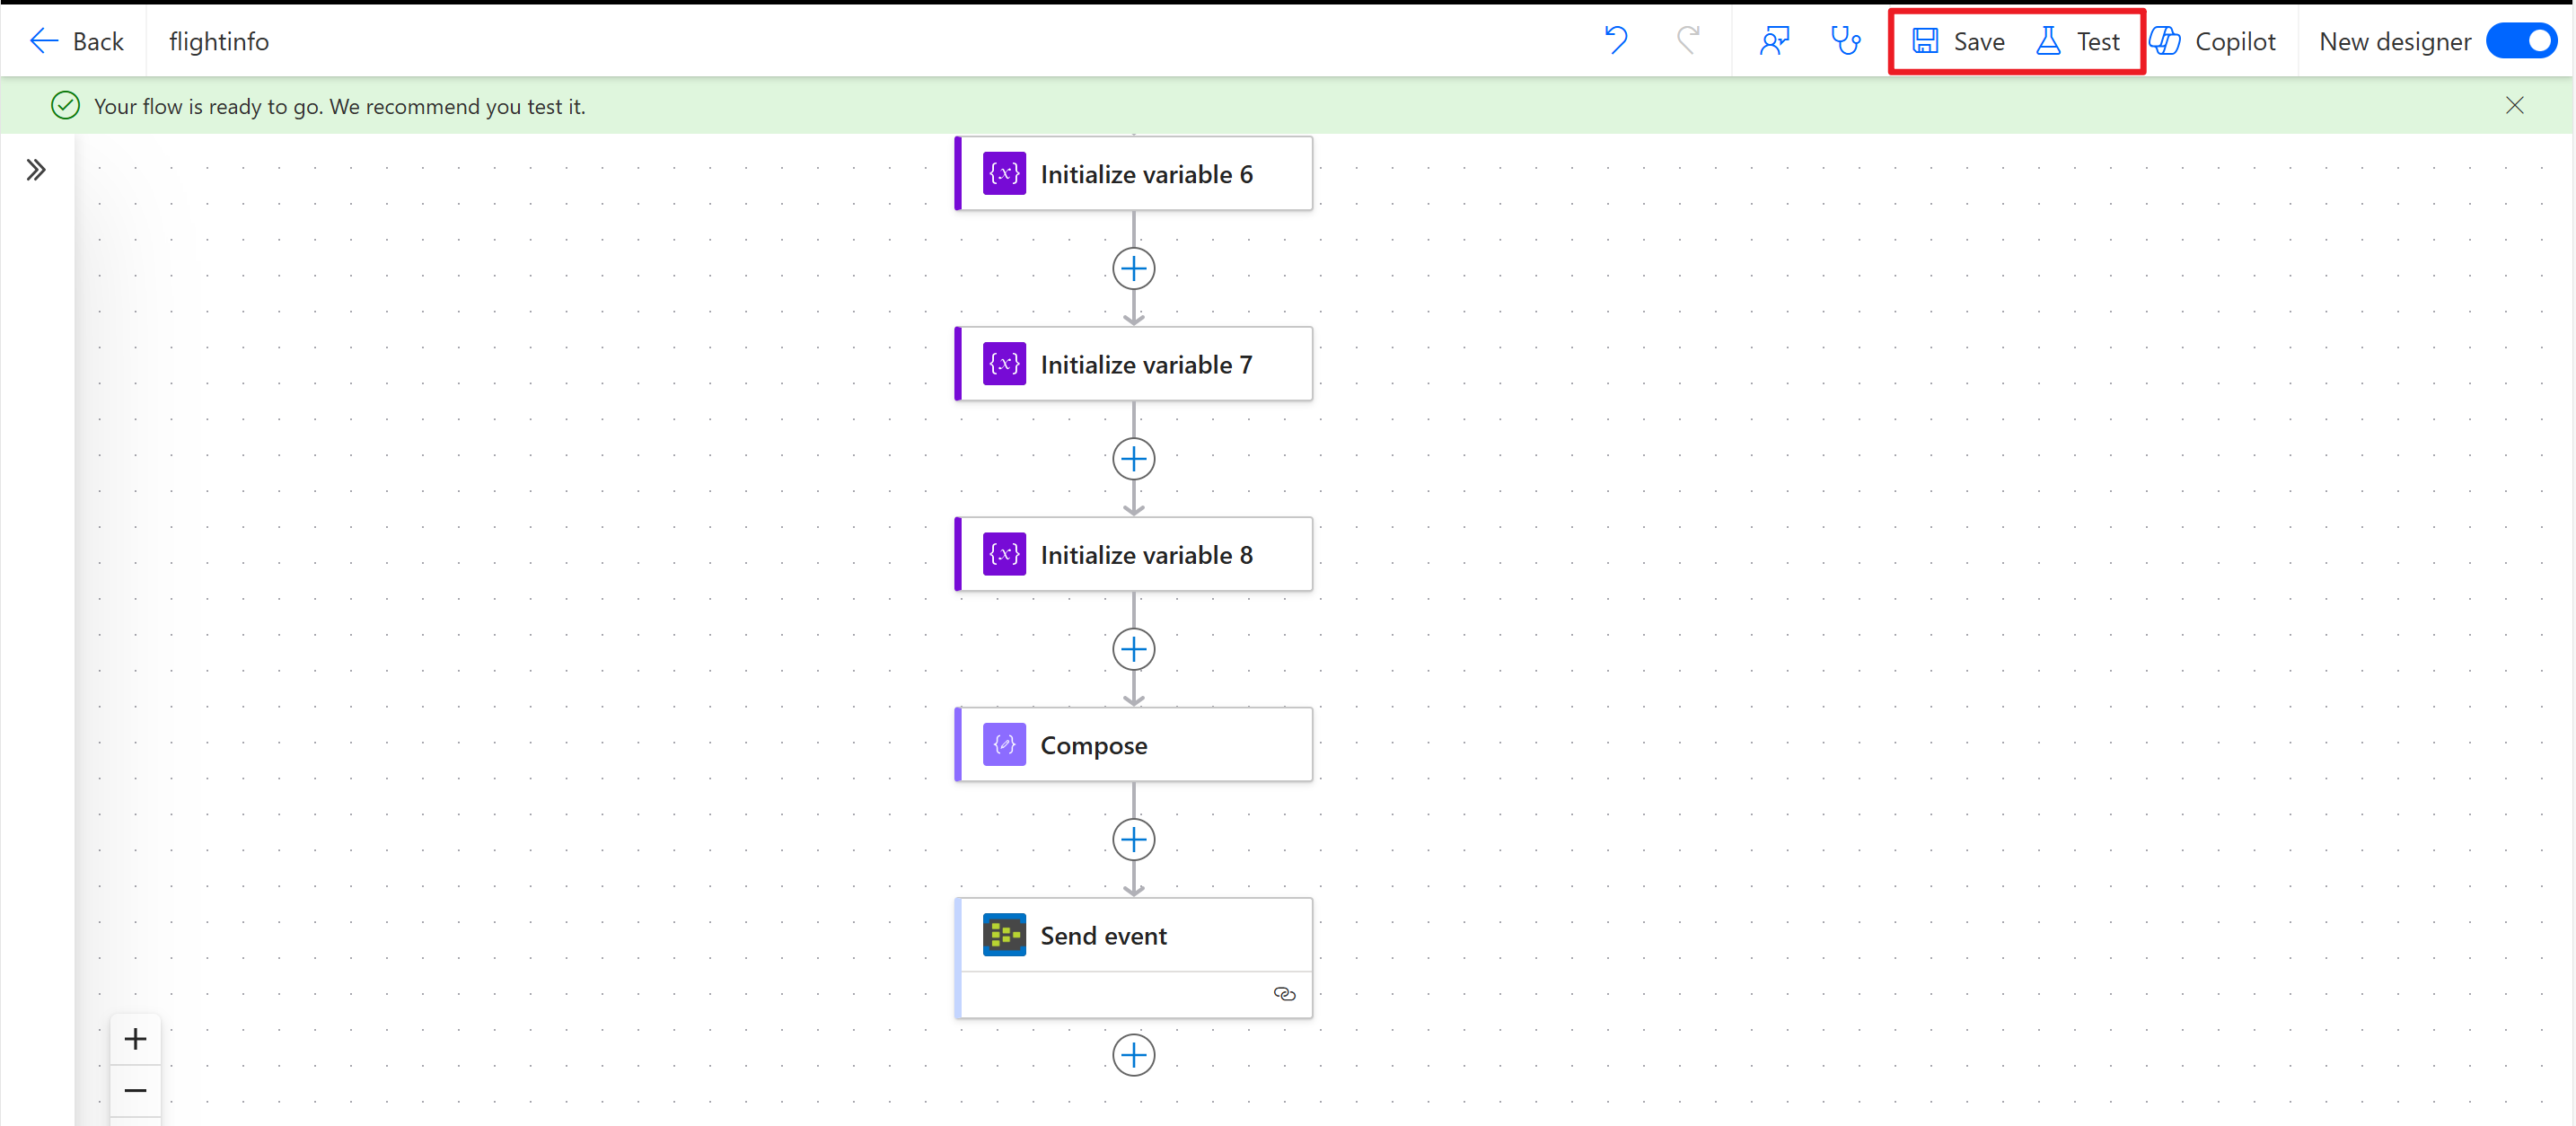 Back
flightinfo
Save
Test
Copilot
New designer
Your flow is ready to go. We recommend you test it.
{x} Initialize variable 6
{x} Initialize variable 7
{x} Initialize variable 8
Compose
Send event